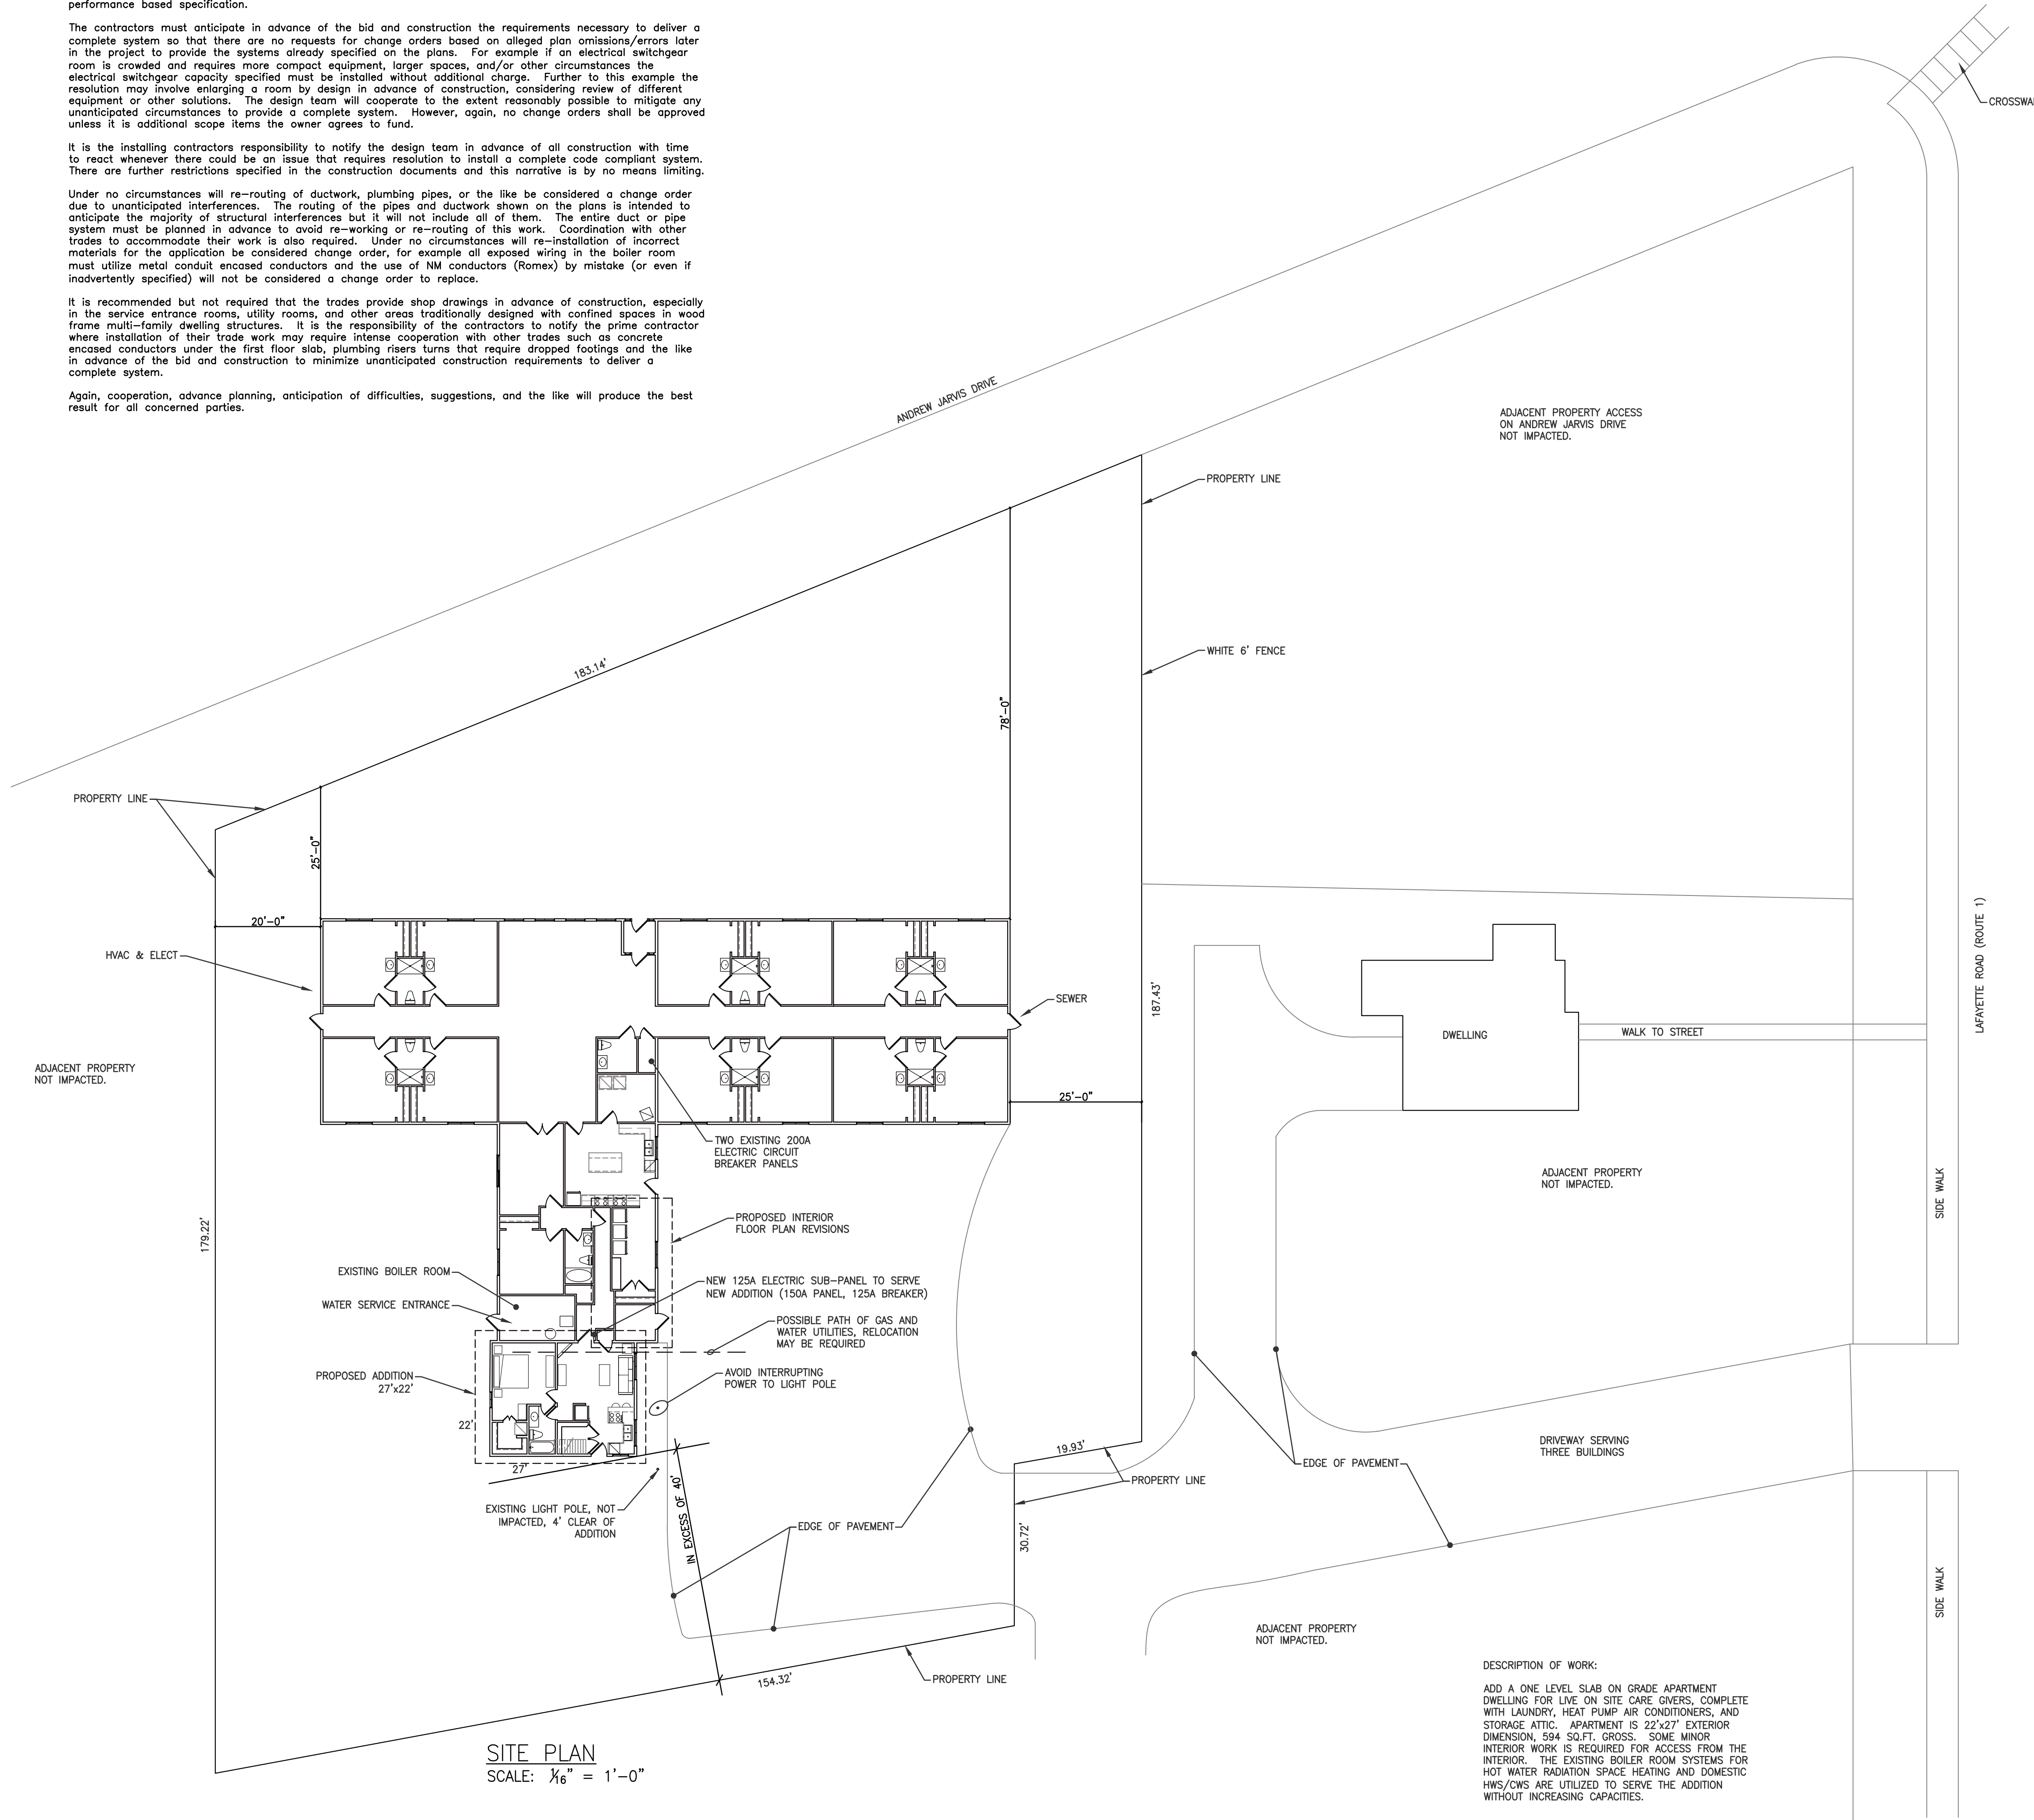 performance based specification.
The contractors must anticipate in advance of the bid and construction the requirements necessary to deliver a
complete system so that there are no requests for change orders based on alleged plan omissions/errors later
in the project to provide the systems already specified on the plans. For example if an electrical switchgear
room is crowded and requires more compact equipment, larger spaces, and/or other circumstances the
electrical switchgear capacity specified must be installed without additional charge. Further to this example the
resolution may involve enlarging a room by design in advance of construction, considering review of different
equipment or other solutions. The design team will cooperate to the extent reasonably possible to mitigate any
unanticipated circumstances to provide a complete system. However, again, no change orders shall be approved
unless it is additional scope items the owner agrees to fund.
It is the installing contractors responsibility to notify the design team in advance of all construction with time
to react whenever there could be an issue that requires resolution to install a complete code compliant system.
There are further restrictions specified in the construction documents and this narrative is by no means limiting.
Under no circumstances will re-routing of ductwork, plumbing pipes, or the like be considered a change order
due to unanticipated interferences. The routing of the pipes and ductwork shown on the plans is intended to
anticipate the majority of structural interferences but it will not include all of them. The entire duct or pipe
system must be planned in advance to avoid re-working or re-routing of this work. Coordination with other
trades to accommodate their work is also required. Under no circumstances will re-installation of incorrect
materials for the application be considered change order, for example all exposed wiring in the boiler room
must utilize metal conduit encased conductors and the use of NM conductors (Romex) by mistake (or even if
inadvertently specified) will not be considered a change order to replace.
It is recommended but not required that the trades provide shop drawings in advance of construction, especially
in the service entrance rooms, utility rooms, and other areas traditionally designed with confined spaces in wood
frame multi-family dwelling structures. It is the responsibility of the contractors to notify the prime contractor
where installation of their trade work may require intense cooperation with other trades such as concrete
encased conductors under the first floor slab, plumbing risers turns that require dropped footings and the like
in advance of the bid and construction to minimize unanticipated construction requirements to deliver a
complete system.
Again, cooperation, advance planning, anticipation of difficulties, suggestions, and the like will produce the best
result for all concerned parties.
CROSSWA
ANDREW JARVIS DRIVE
ADJACENT PROPERTY ACCESS
ON ANDREW JARVIS DRIVE
NOT IMPACTED.
PROPERTY LINE
WHITE 6' FENCE
183.14'
78'-0"
PROPERTY LINE
25'-0"
20'-0"
HVAC & ELECT
SEWER
187.43'
LAFAYETTE ROAD (ROUTE 1)
DWELLING
WALK TO STREET
ADJACENT PROPERTY
NOT IMPACTED.
25'-0"
TWO EXISTING 200A
ELECTRIC CIRCUIT
BREAKER PANELS
ADJACENT PROPERTY
NOT IMPACTED.
SIDE WALK
179.22'
PROPOSED INTERIOR
FLOOR PLAN REVISIONS
EXISTING BOILER ROOM
NEW 125A ELECTRIC SUB-PANEL TO SERVE
NEW ADDITION (150A PANEL, 125A BREAKER)
WATER SERVICE ENTRANCE
POSSIBLE PATH OF GAS AND
WATER UTILITIES, RELOCATION
MAY BE REQUIRED
PROPOSED ADDITION
27'x22'
AVOID INTERRUPTING
POWER TO LIGHT POLE
22'
27'
19.93'
DRIVEWAY SERVING
THREE BUILDINGS
EDGE OF PAVEMENT
PROPERTY LINE
EXISTING LIGHT POLE, NOT
IMPACTED, 4' CLEAR OF
ADDITION
IN EXCESS OF 40'
EDGE OF PAVEMENT
30.72'
SIDE WALK
ADJACENT PROPERTY
NOT IMPACTED.
154.32'
PROPERTY LINE
DESCRIPTION OF WORK:
ADD A ONE LEVEL SLAB ON GRADE APARTMENT
DWELLING FOR LIVE ON SITE CARE GIVERS, COMPLETE
WITH LAUNDRY, HEAT PUMP AIR CONDITIONERS, AND
STORAGE ATTIC. APARTMENT IS 22'x27' EXTERIOR
DIMENSION, 594 SQ.FT. GROSS. SOME MINOR
INTERIOR WORK IS REQUIRED FOR ACCESS FROM THE
INTERIOR. THE EXISTING BOILER ROOM SYSTEMS FOR
HOT WATER RADIATION SPACE HEATING AND DOMESTIC
HWS/CWS ARE UTILIZED TO SERVE THE ADDITION
WITHOUT INCREASING CAPACITIES.
SITE PLAN
SCALE: 1/16" = 1'-0"